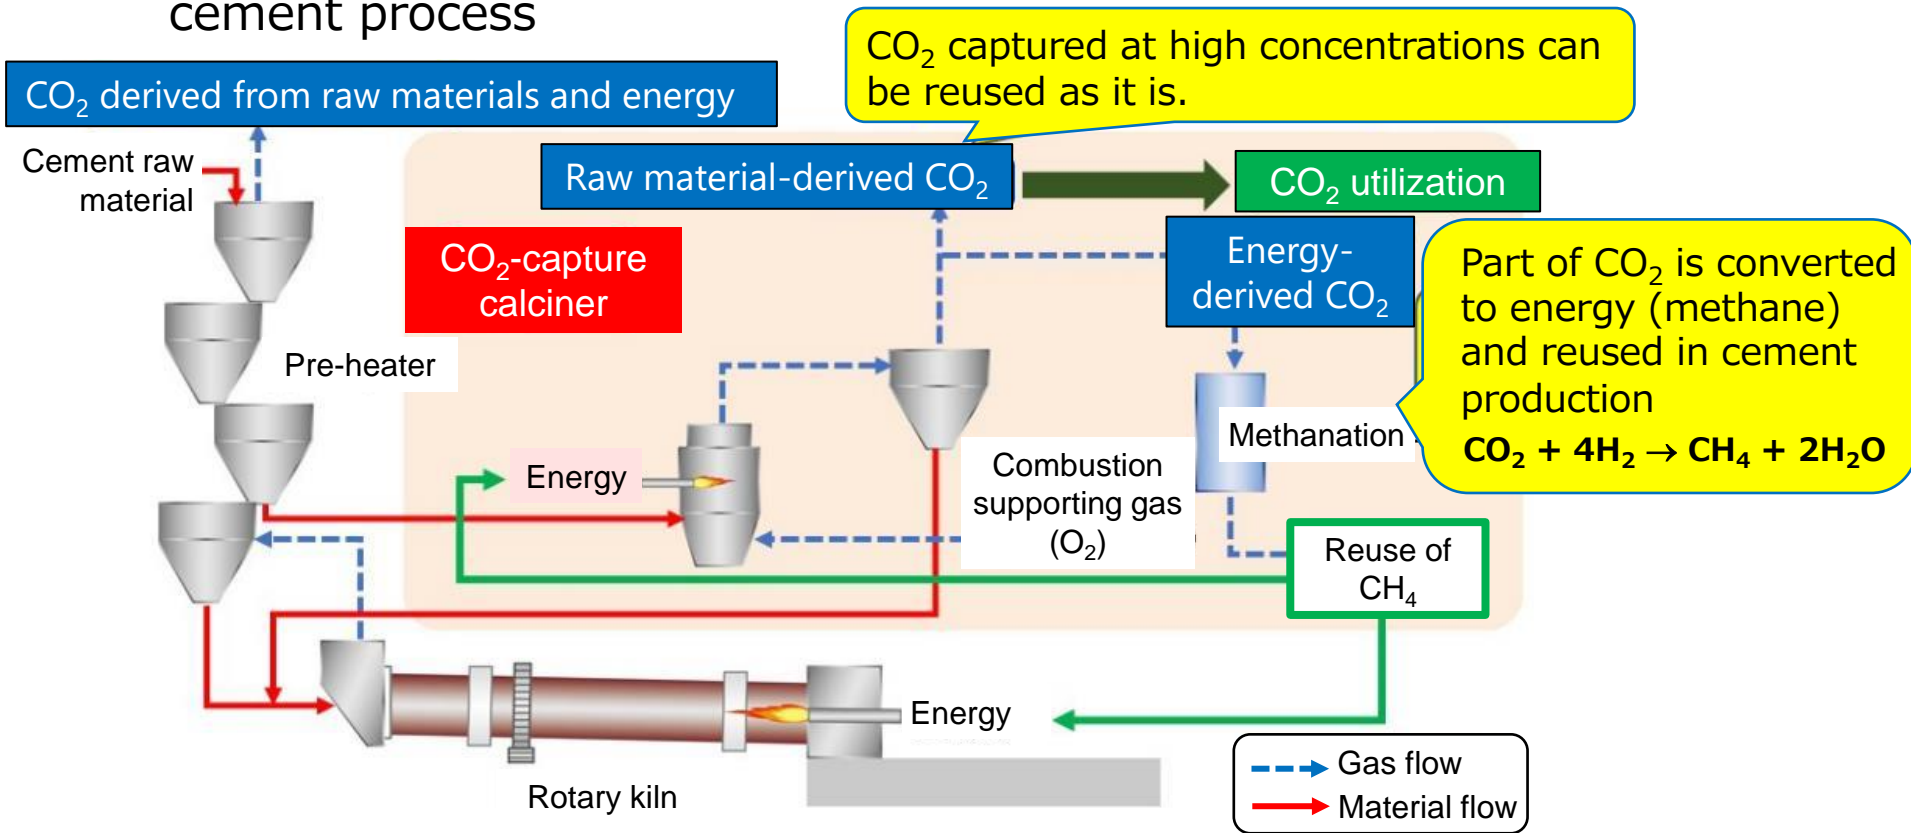 cement process
CO₂ captured at high concentrations can
be reused as it is.
CO₂ derived from raw materials and energy
Cement raw
material
Raw material-derived CO₂
CO₂ utilization
CO₂-capture
calciner
Energy-
derived CO₂
Part of CO₂ is converted
to energy (methane)
and reused in cement
production
CO₂ + 4H₂ → CH₄ + 2H₂O
Pre-heater
Methanation
Energy
Combustion
supporting gas
(O₂)
Reuse of
CH₄
Energy
Rotary kiln
Gas flow
Material flow